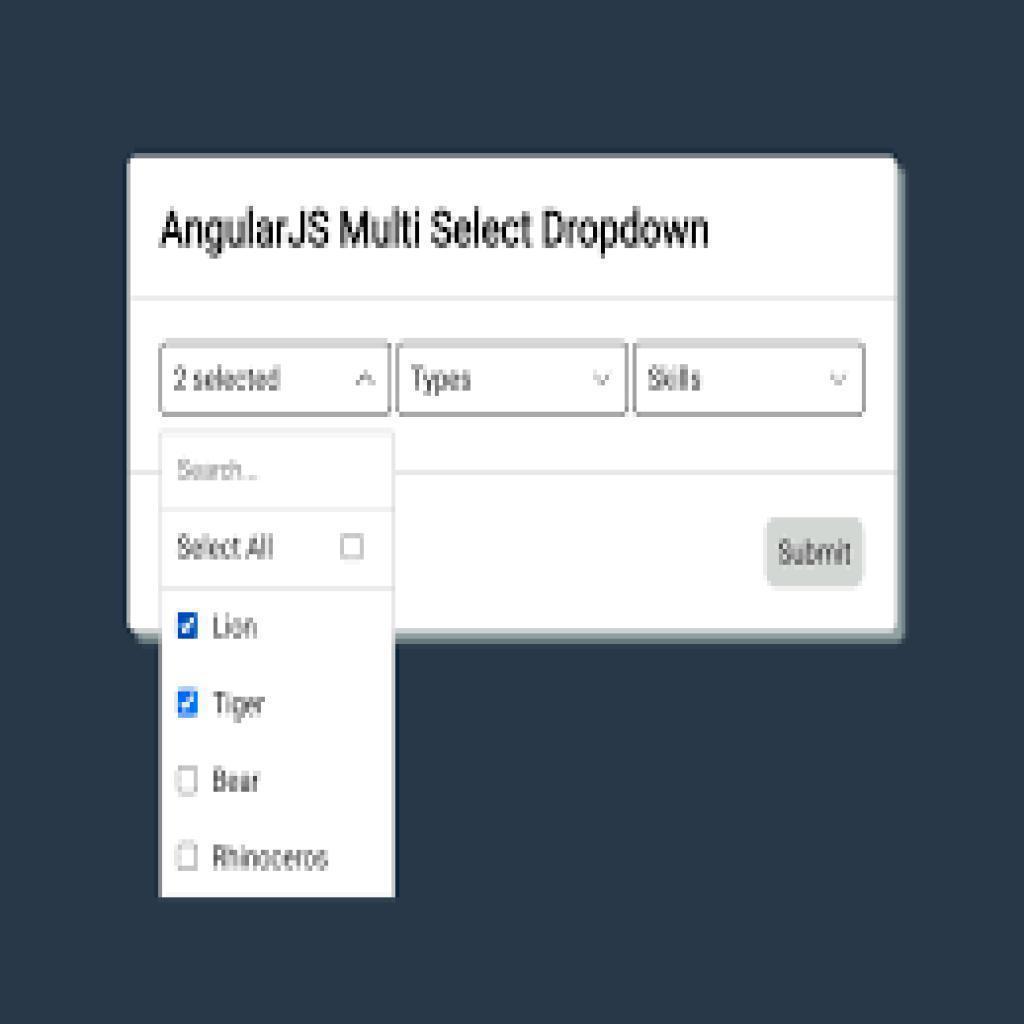 AngularJS Multi Select Dropdown
2 selected Types Skills
Search...
Select All
Submit
Lion
Tiger
Bear
Rhinoceros